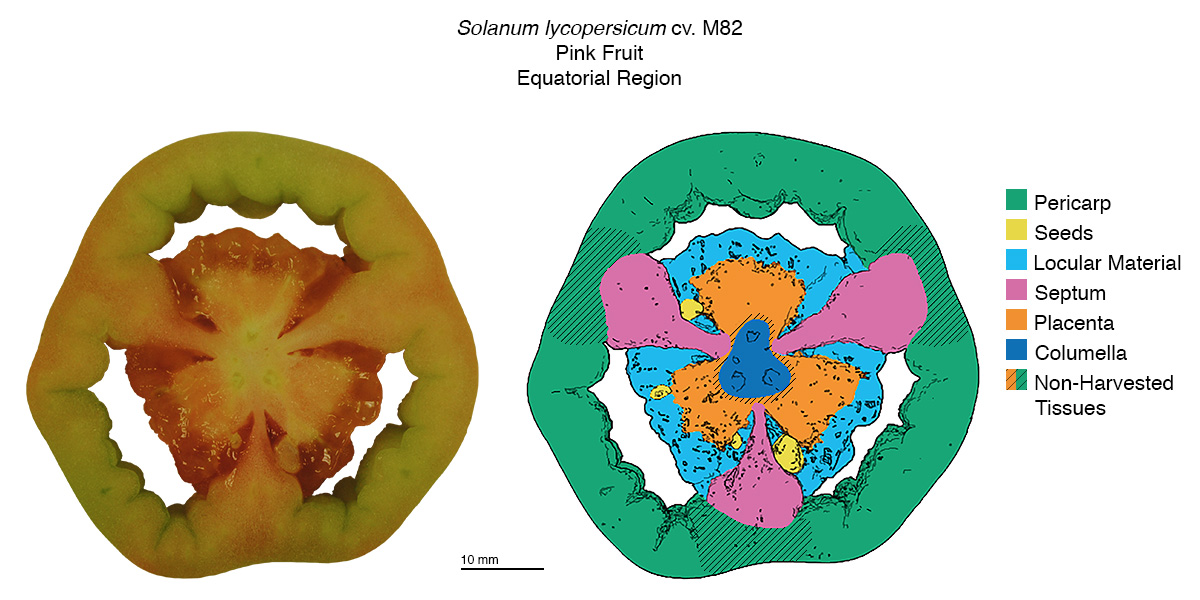 Solanum lycopersicum cv. M82
Pink Fruit
Equatorial Region
Pericarp
Seeds
Locular Material
Septum
Placenta
Columella
Non-Harvested
Tissues
10 mm